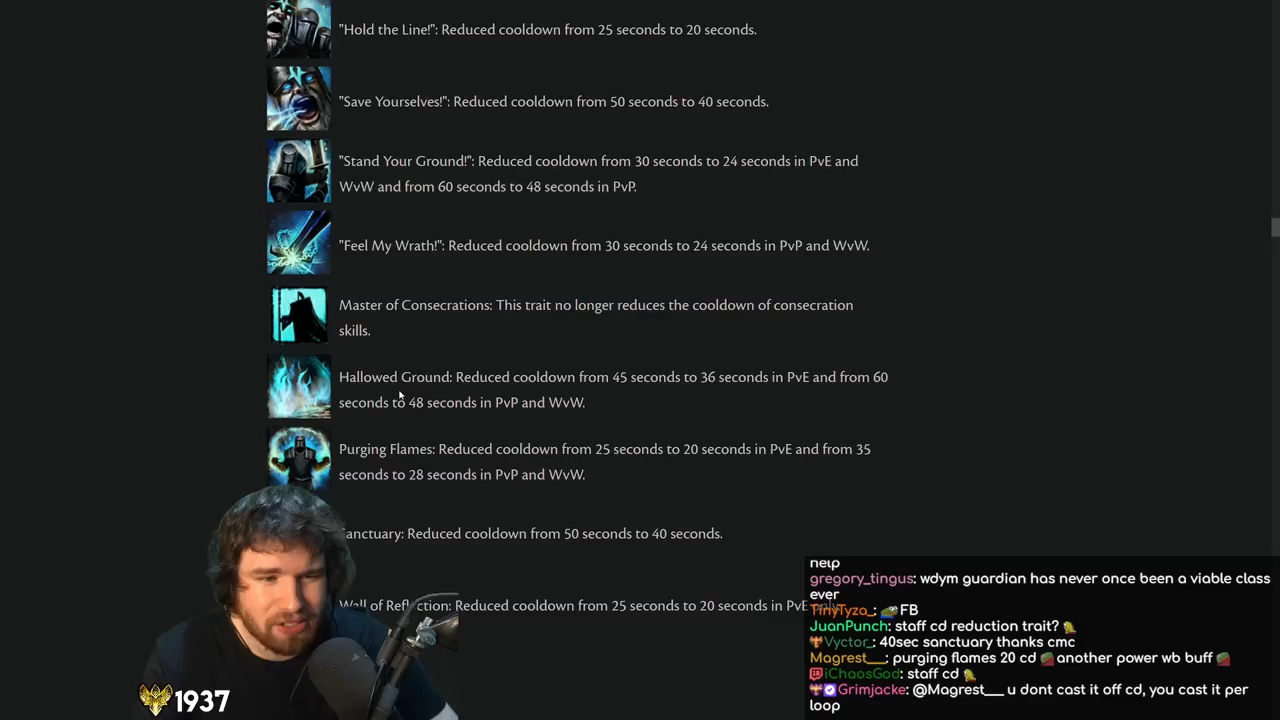 "Hold the Line!": Reduced cooldown from 25 seconds to 20 seconds.
"Save Yourselves!": Reduced cooldown from 50 seconds to 40 seconds.
"Stand Your Ground!": Reduced cooldown from 30 seconds to 24 seconds in PvE and
WvW and from 60 seconds to 48 seconds in PvP.
"Feel My Wrath!": Reduced cooldown from 30 seconds to 24 seconds in PvP and WvW.
Master of Consecrations: This trait no longer reduces the cooldown of consecration
skills.
Hallowed Ground: Reduced cooldown from 45 seconds to 36 seconds in PvE and from 60
seconds to 48 seconds in PvP and WvW.
Purging Flames: Reduced cooldown from 25 seconds to 20 seconds in PvE and from 35
seconds to 28 seconds in PvP and WvW.
Sanctuary: Reduced cooldown from 50 seconds to 40 seconds.
Wall of Reflection: Reduced cooldown from 25 seconds to 20 seconds in PvE only.
help
gregory_tingus: wdym guardian has never once been a viable class
ever
TinyTyza_: FB
JuanPunch: staff cd reduction trait?
Vyctor_: 40sec sanctuary thanks cmc
Magrest___: purging flames 20 cd another power wb buff
iChaosGod: staff cd
Grimjacke: @Magrest___ u dont cast it off cd, you cast it per
loop
1937